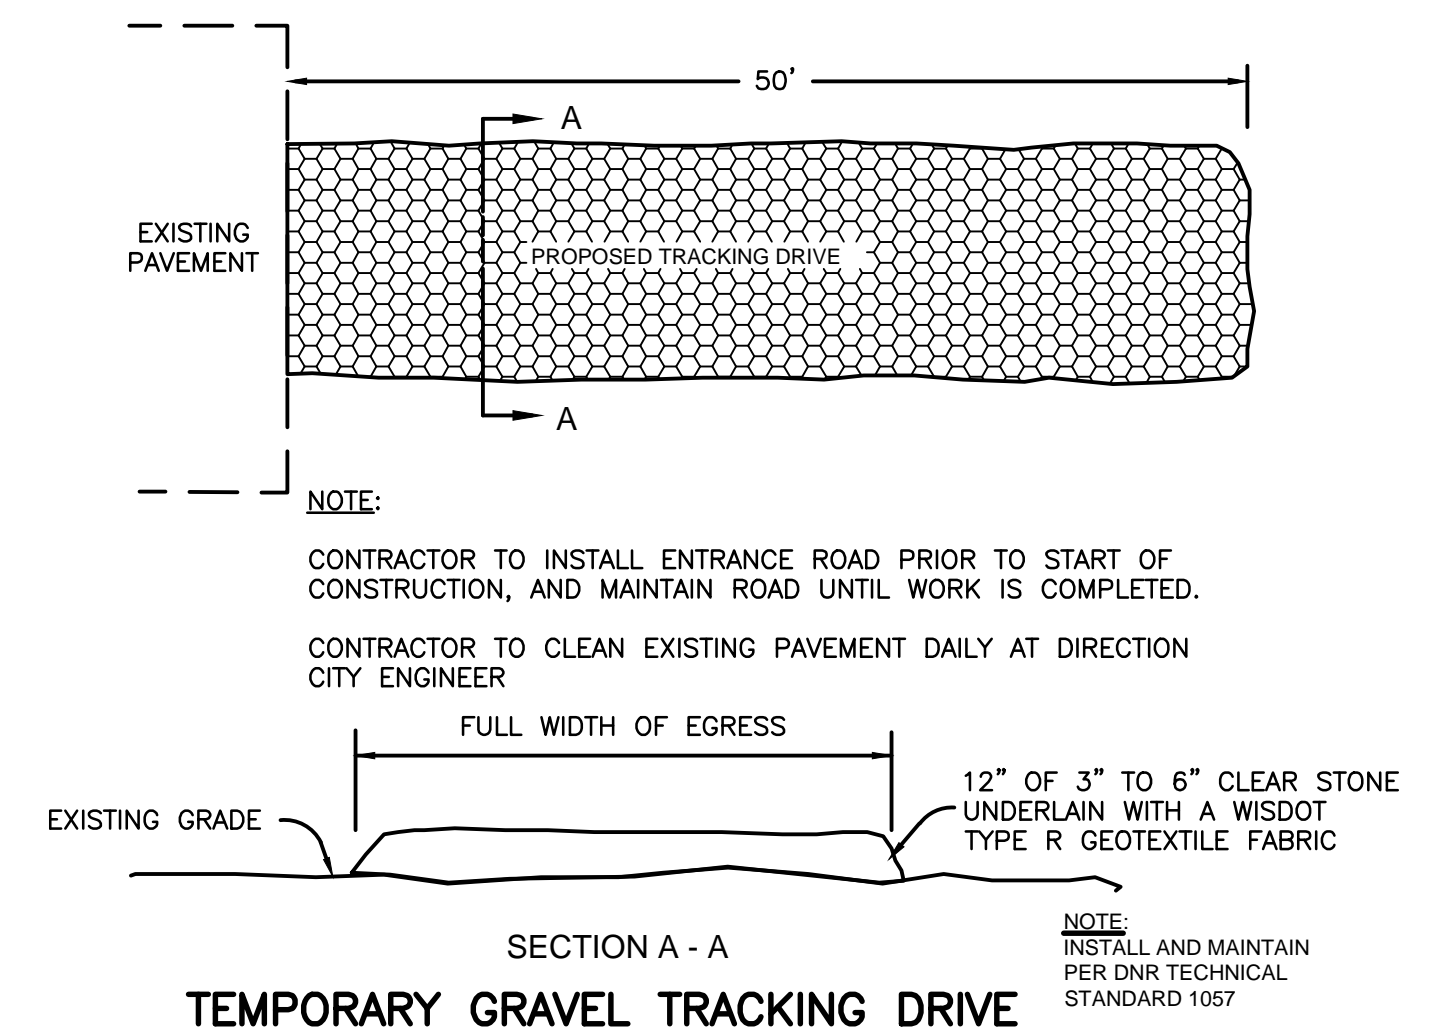 50'
A
EXISTING
PAVEMENT
PROPOSED TRACKING DRIVE
A
NOTE:
CONTRACTOR TO INSTALL ENTRANCE ROAD PRIOR TO START OF
CONSTRUCTION, AND MAINTAIN ROAD UNTIL WORK IS COMPLETED.
CONTRACTOR TO CLEAN EXISTING PAVEMENT DAILY AT DIRECTION
CITY ENGINEER
FULL WIDTH OF EGRESS
EXISTING GRADE
12" OF 3" TO 6" CLEAR STONE
UNDERLAIN WITH A WISDOT
TYPE R GEOTEXTILE FABRIC
SECTION A - A
NOTE:
INSTALL AND MAINTAIN
PER DNR TECHNICAL
STANDARD 1057
TEMPORARY GRAVEL TRACKING DRIVE